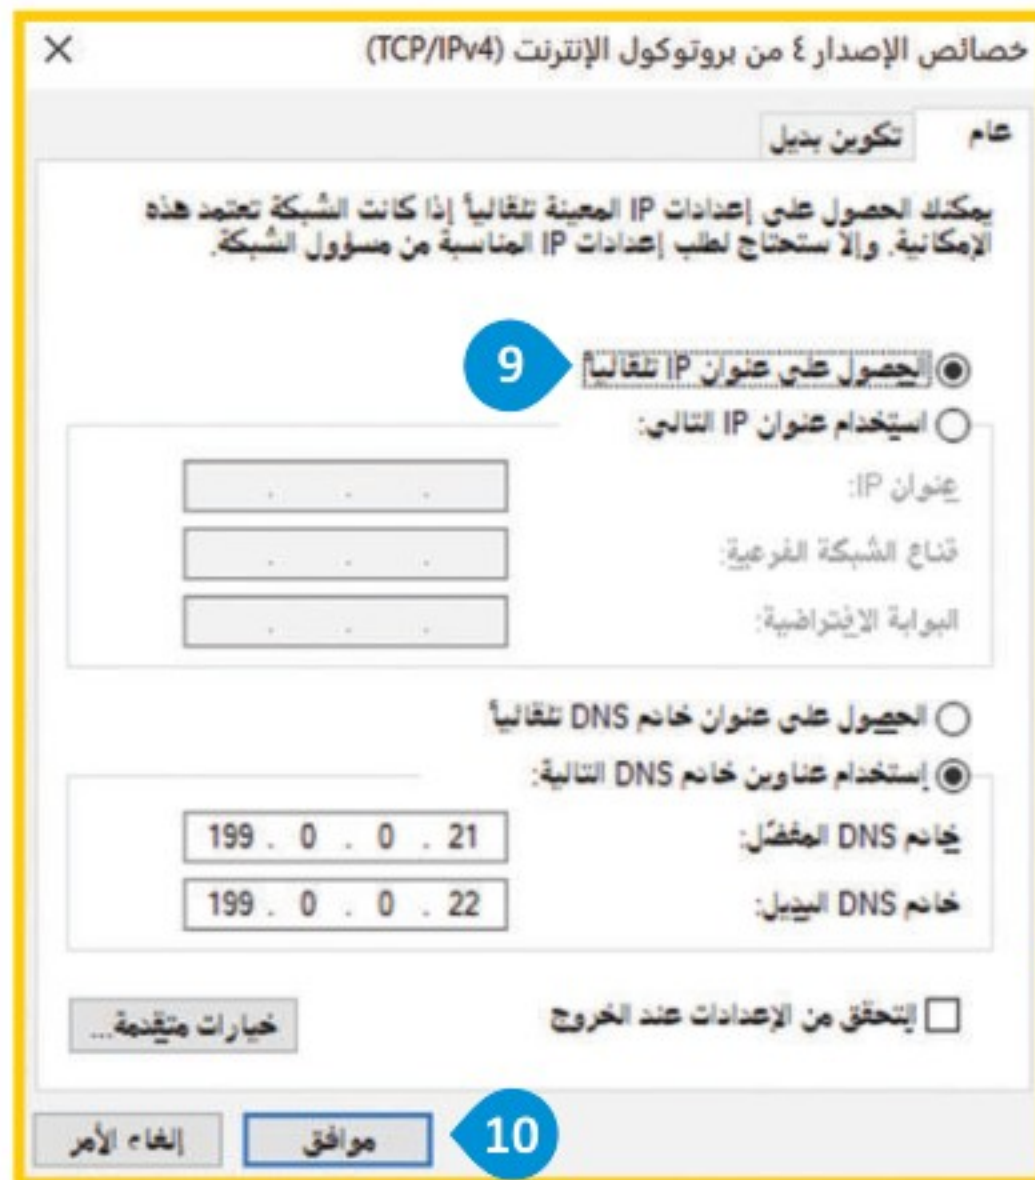 خصائص الإصدار ٤ من بروتوكول الإنترنت (TCP/IPv4)
عام
تكوين بديل
يمكنك الحصول على إعدادات IP المعينة تلقائياً إذا كانت الشبكة تعتمد هذه
الإمكانية. وإلا ستحتاج لطلب إعدادات IP المناسبة من مسؤول الشبكة.
9
الحصول على عنوان IP تلقائياً
استخدام عنوان IP التالي:
عنوان IP:
قناع الشبكة الفرعية:
البوابة الافتراضية:
الحصول على عنوان خادم DNS تلقائياً
إستخدام عناوين خادم DNS التالية:
خادم DNS المفضّل:
199 . 0 . 0 . 21
خادم DNS البديل:
199 . 0 . 0 . 22
التحقق من الإعدادات عند الخروج
خيارات متقدمة...
10
موافق
إلغاء الأمر